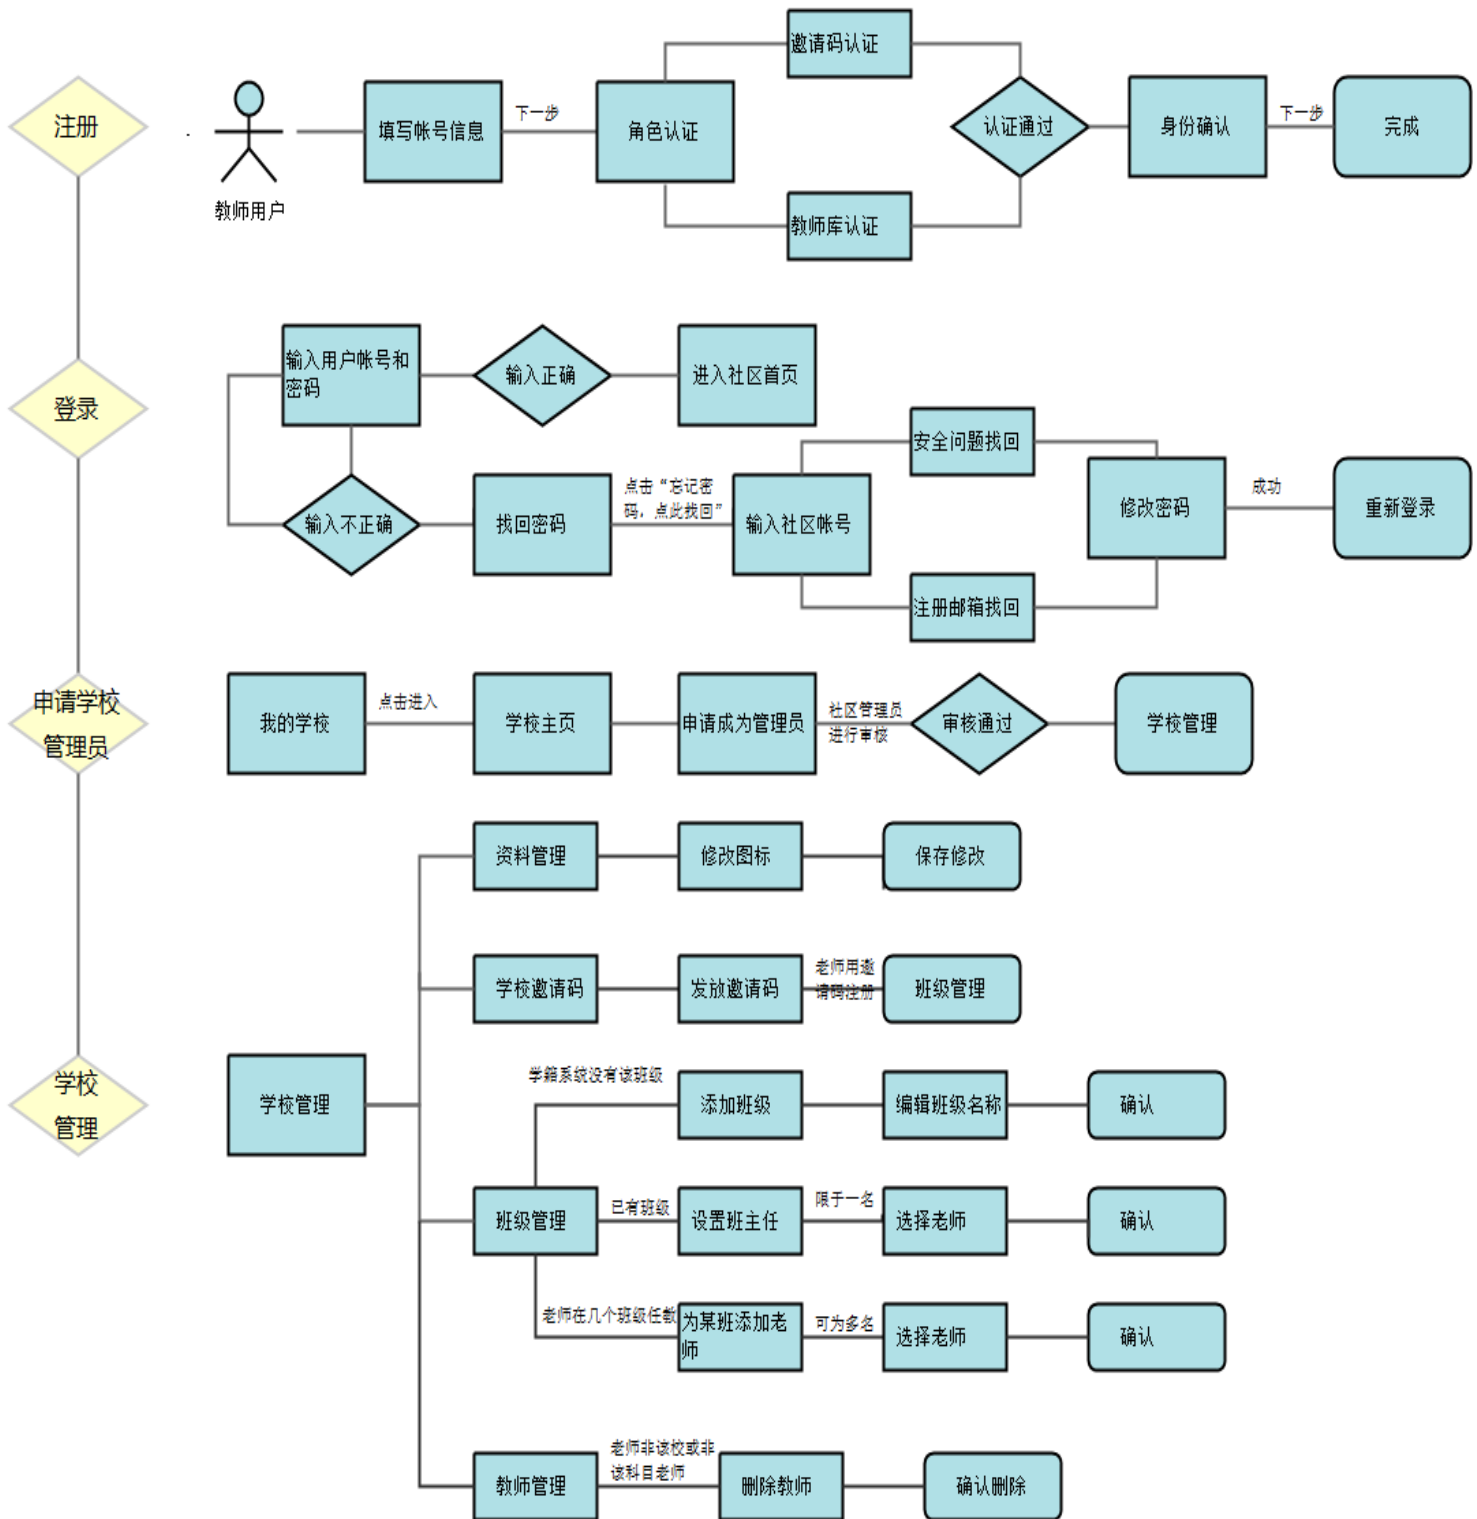 注册
教师用户
填写帐号信息
下一步
角色认证
邀请码认证
教师库认证
认证通过
身份确认
下一步
完成
登录
输入用户帐号和
密码
输入正确
进入社区首页
输入不正确
找回密码
点击“忘记密
码，点此找回”
输入社区帐号
安全问题找回
注册邮箱找回
修改密码
成功
重新登录
申请学校
管理员
我的学校
点击进入
学校主页
申请成为管理员
社区管理员
进行审核
审核通过
学校管理
学校
管理
学校管理
资料管理
修改图标
保存修改
学校邀请码
发放邀请码
老师用邀
请码注册
班级管理
班级管理
学籍系统没有该班级
添加班级
编辑班级名称
确认
已有班级
设置班主任
限于一名
选择老师
确认
老师在几个班级任教
为某班添加老
师
可为多名
选择老师
确认
教师管理
老师非该校或非
该科目老师
删除教师
确认删除